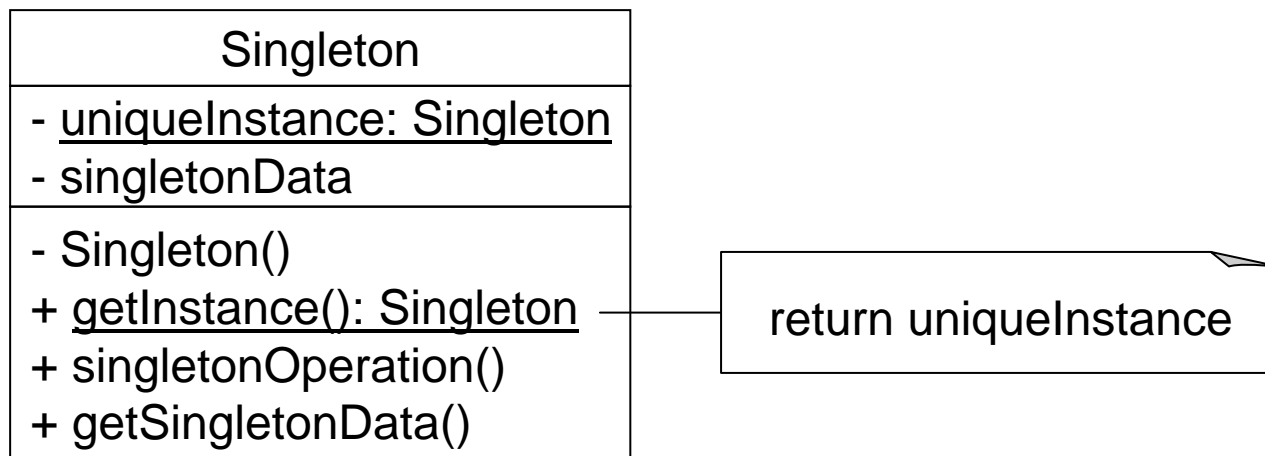 Singleton
- uniqueInstance: Singleton
- singletonData
- Singleton()
+ getInstance(): Singleton
+ singletonOperation()
+ getSingletonData()
return uniqueInstance